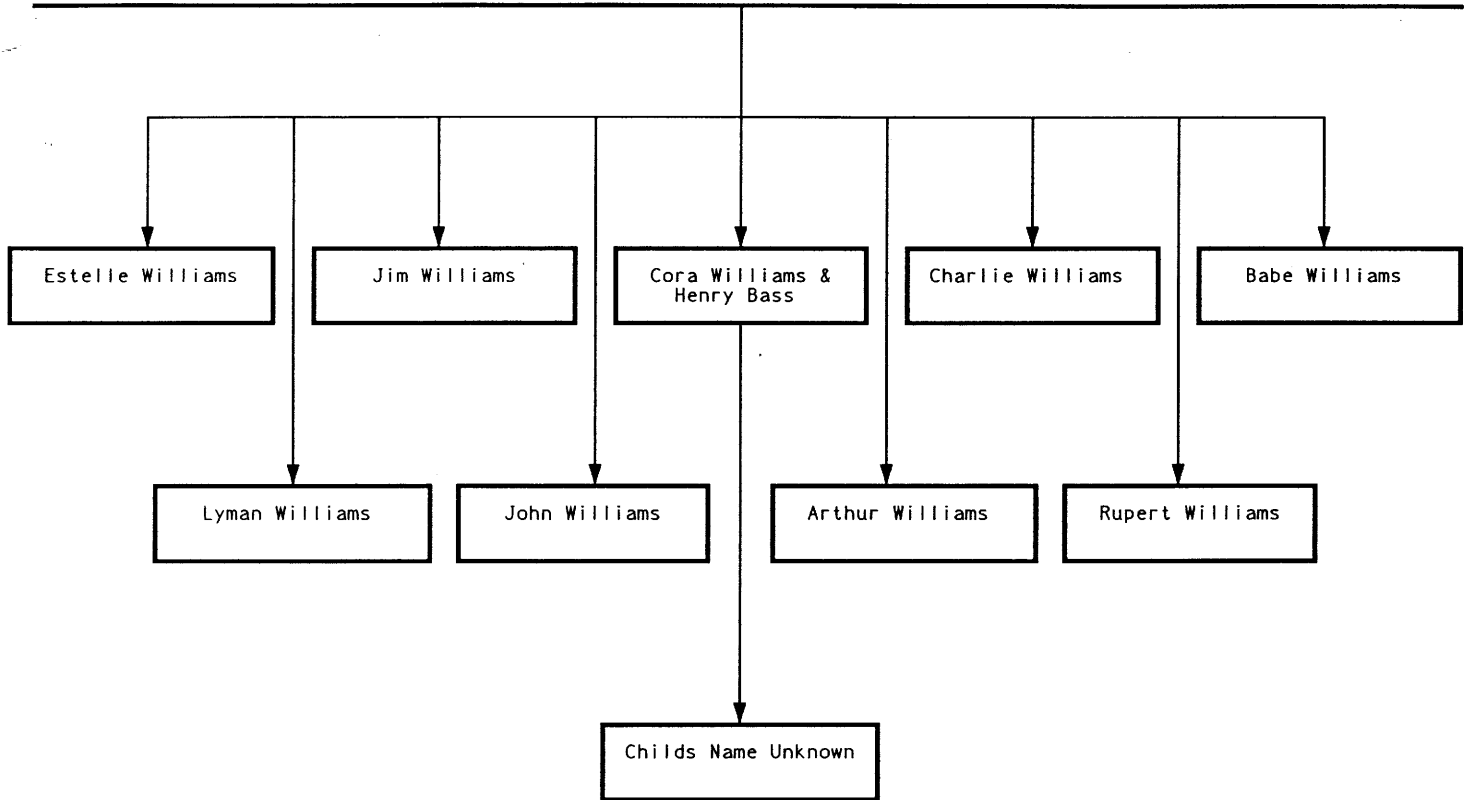 Estelle Williams
Jim Williams
Cora Williams &
Henry Bass
Charlie Williams
Babe Williams
Lyman Williams
John Williams
Arthur Williams
Rupert Williams
Childs Name Unknown